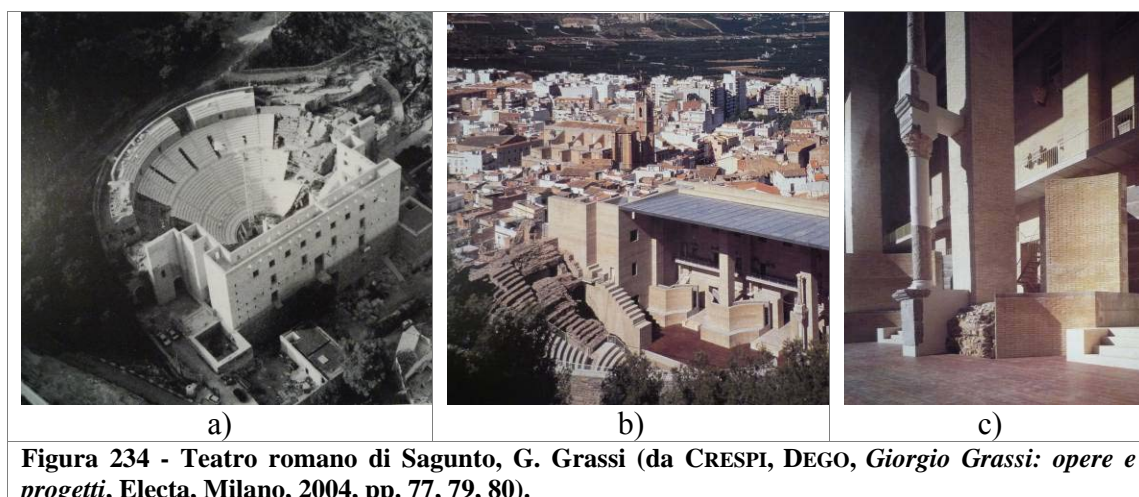 a)
b)
c)
Figura 234 - Teatro romano di Sagunto, G. Grassi (da CRESPI, DEGO, Giorgio Grassi: opere e
progetti, Electa, Milano, 2004, pp. 77, 79, 80).